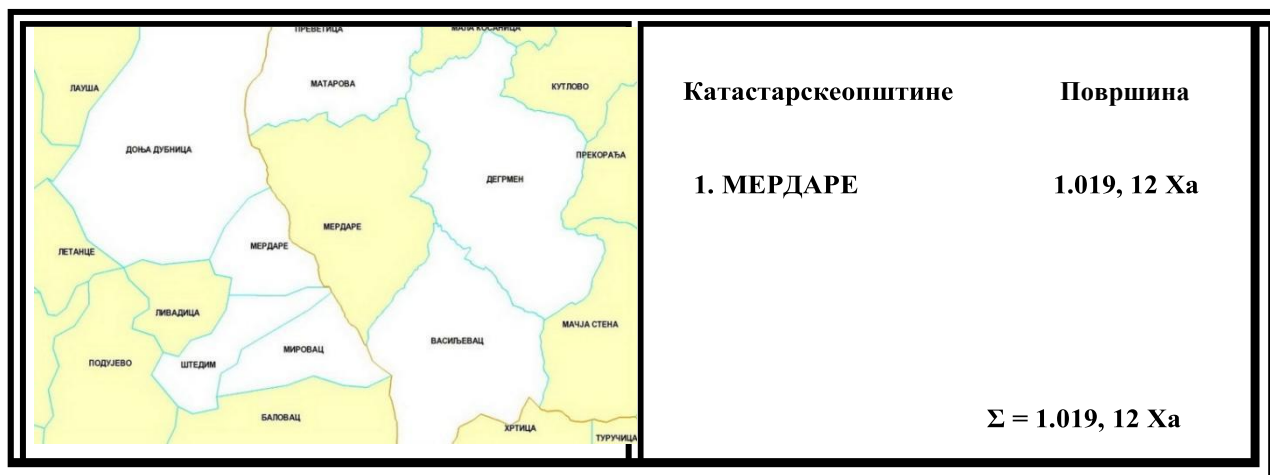 ПРЕВЕТИЦА
МАЛА КОСАНИЦА
ЛАУША
МАТАРОВА
КУТЛОВО
ДОЊА ДУБНИЦА
ПРЕКОРАЂА
ДЕГРМЕН
МЕРДАРЕ
МЕРДАРЕ
ЛЕТАНЦЕ
ЛИВАДИЦА
МАЧЈА СТЕНА
ВАСИЉЕВАЦ
МИРОВАЦ
ПОДУЈЕВО
ШТЕДИМ
БАЛОВАЦ
ХРТИЦА
ТУРУЧИЦА
Катастарскеопштине Површина
1. МЕРДАРЕ 1.019, 12 Ха
Σ = 1.019, 12 Ха